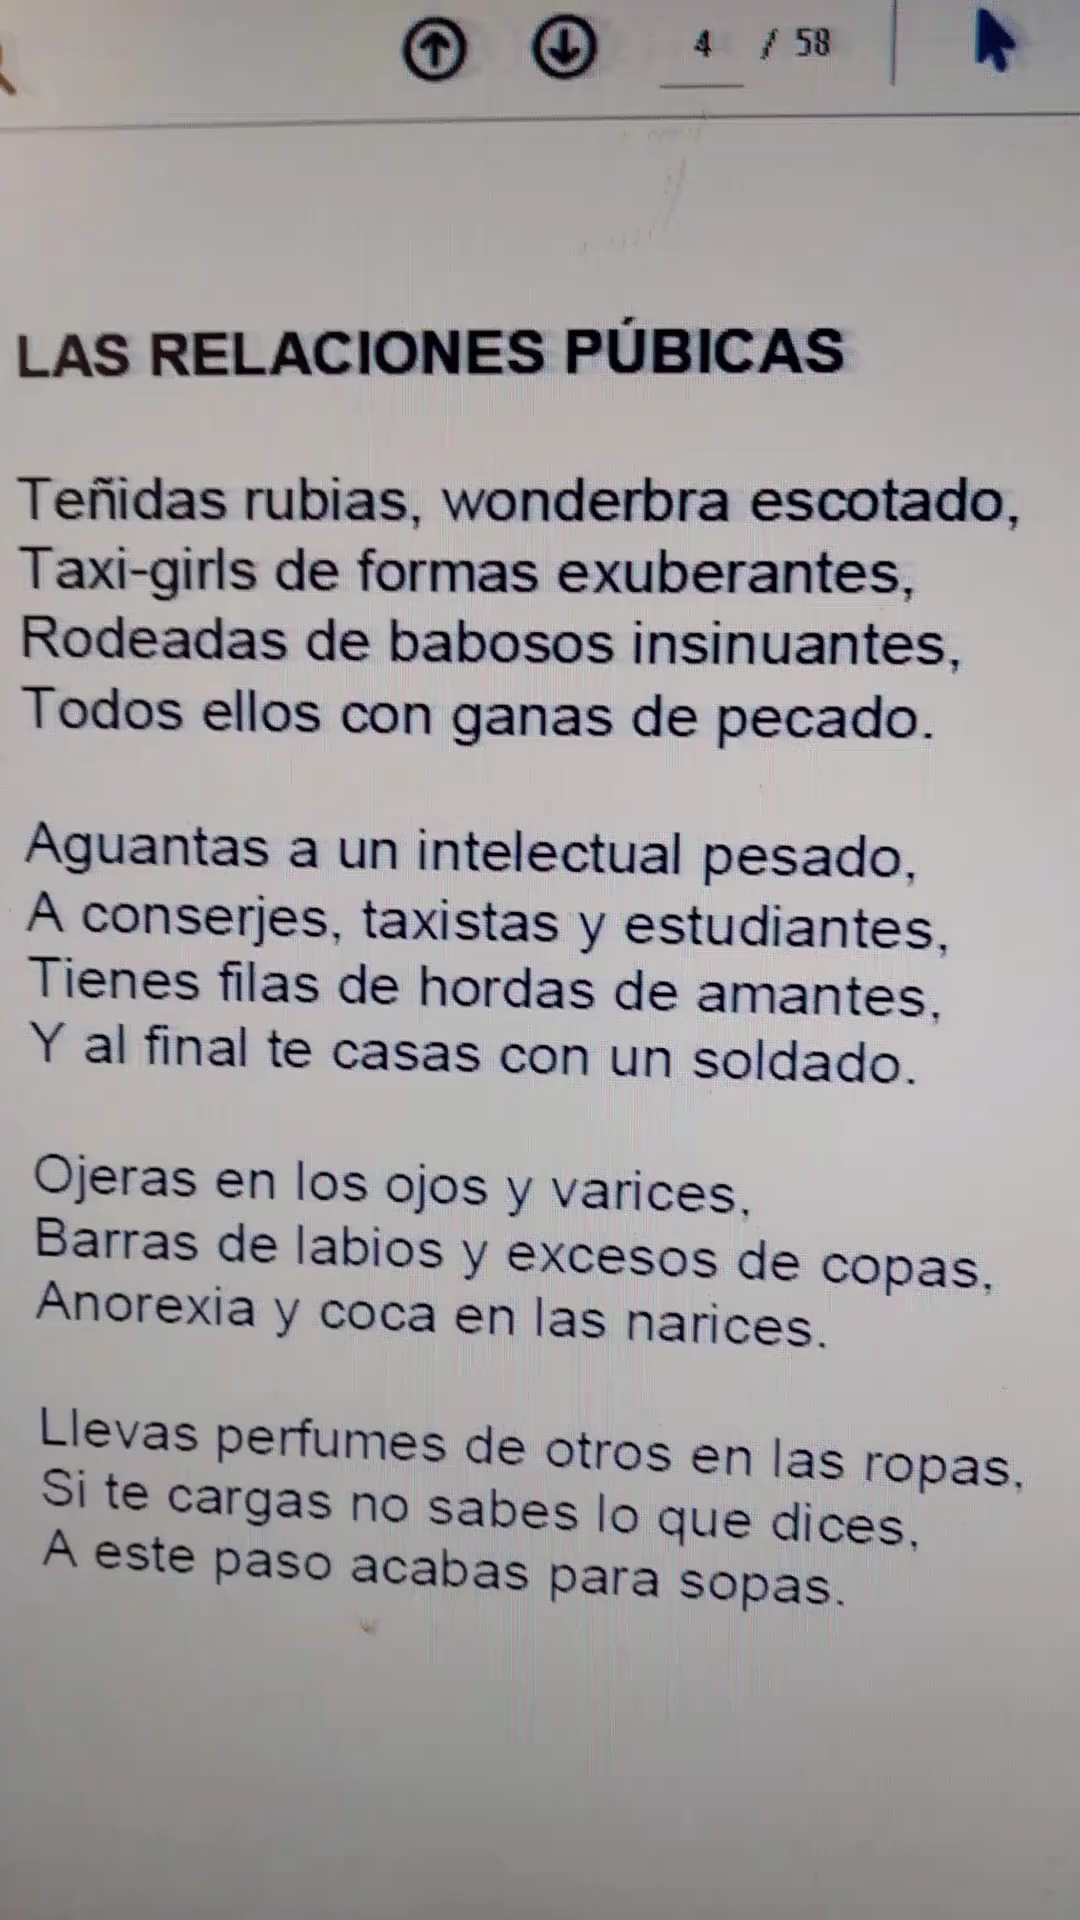 4 / 58
LAS RELACIONES PÚBICAS
Teñidas rubias, wonderbra escotado,
Taxi-girls de formas exuberantes,
Rodeadas de babosos insinuantes,
Todos ellos con ganas de pecado.
Aguantas a un intelectual pesado,
A conserjes, taxistas y estudiantes,
Tienes filas de hordas de amantes,
Y al final te casas con un soldado.
Ojeras en los ojos y varices,
Barras de labios y excesos de copas,
Anorexia y coca en las narices.
Llevas perfumes de otros en las ropas,
Si te cargas no sabes lo que dices,
A este paso acabas para sopas.